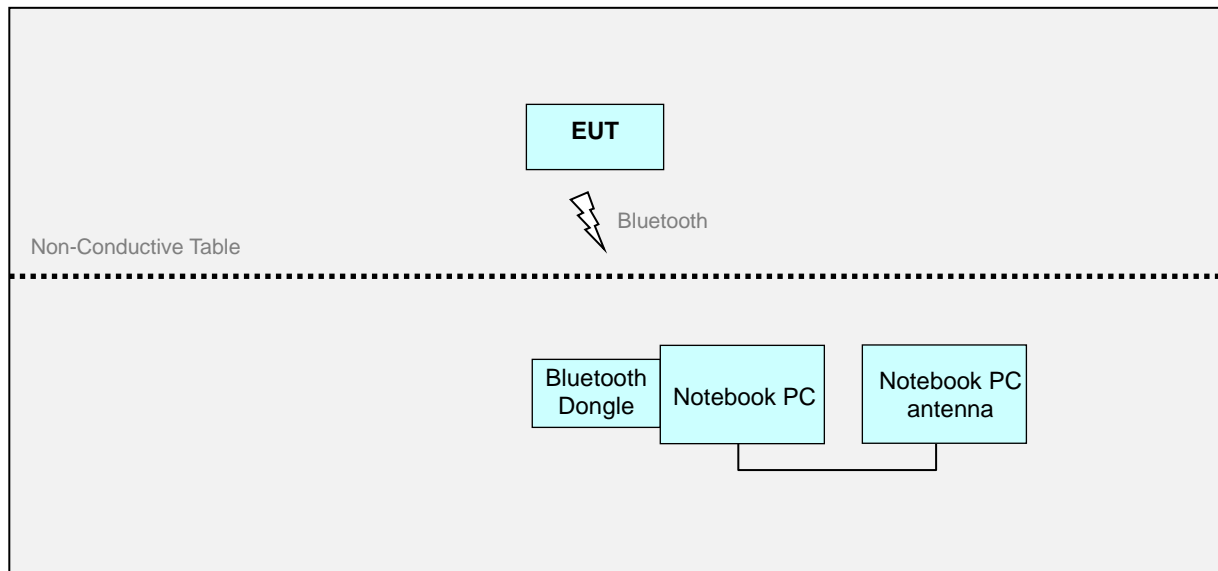 EUT
Bluetooth
Non-Conductive Table
Bluetooth
Dongle
Notebook PC
Notebook PC
antenna